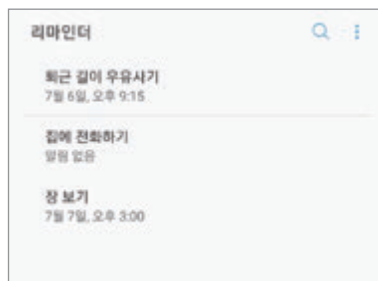 리마인더
퇴근 길이 우유사기
7월 6일, 오후 9:15
집에 전화하기
알림 없음
장 보기
7월 7일, 오후 3:00